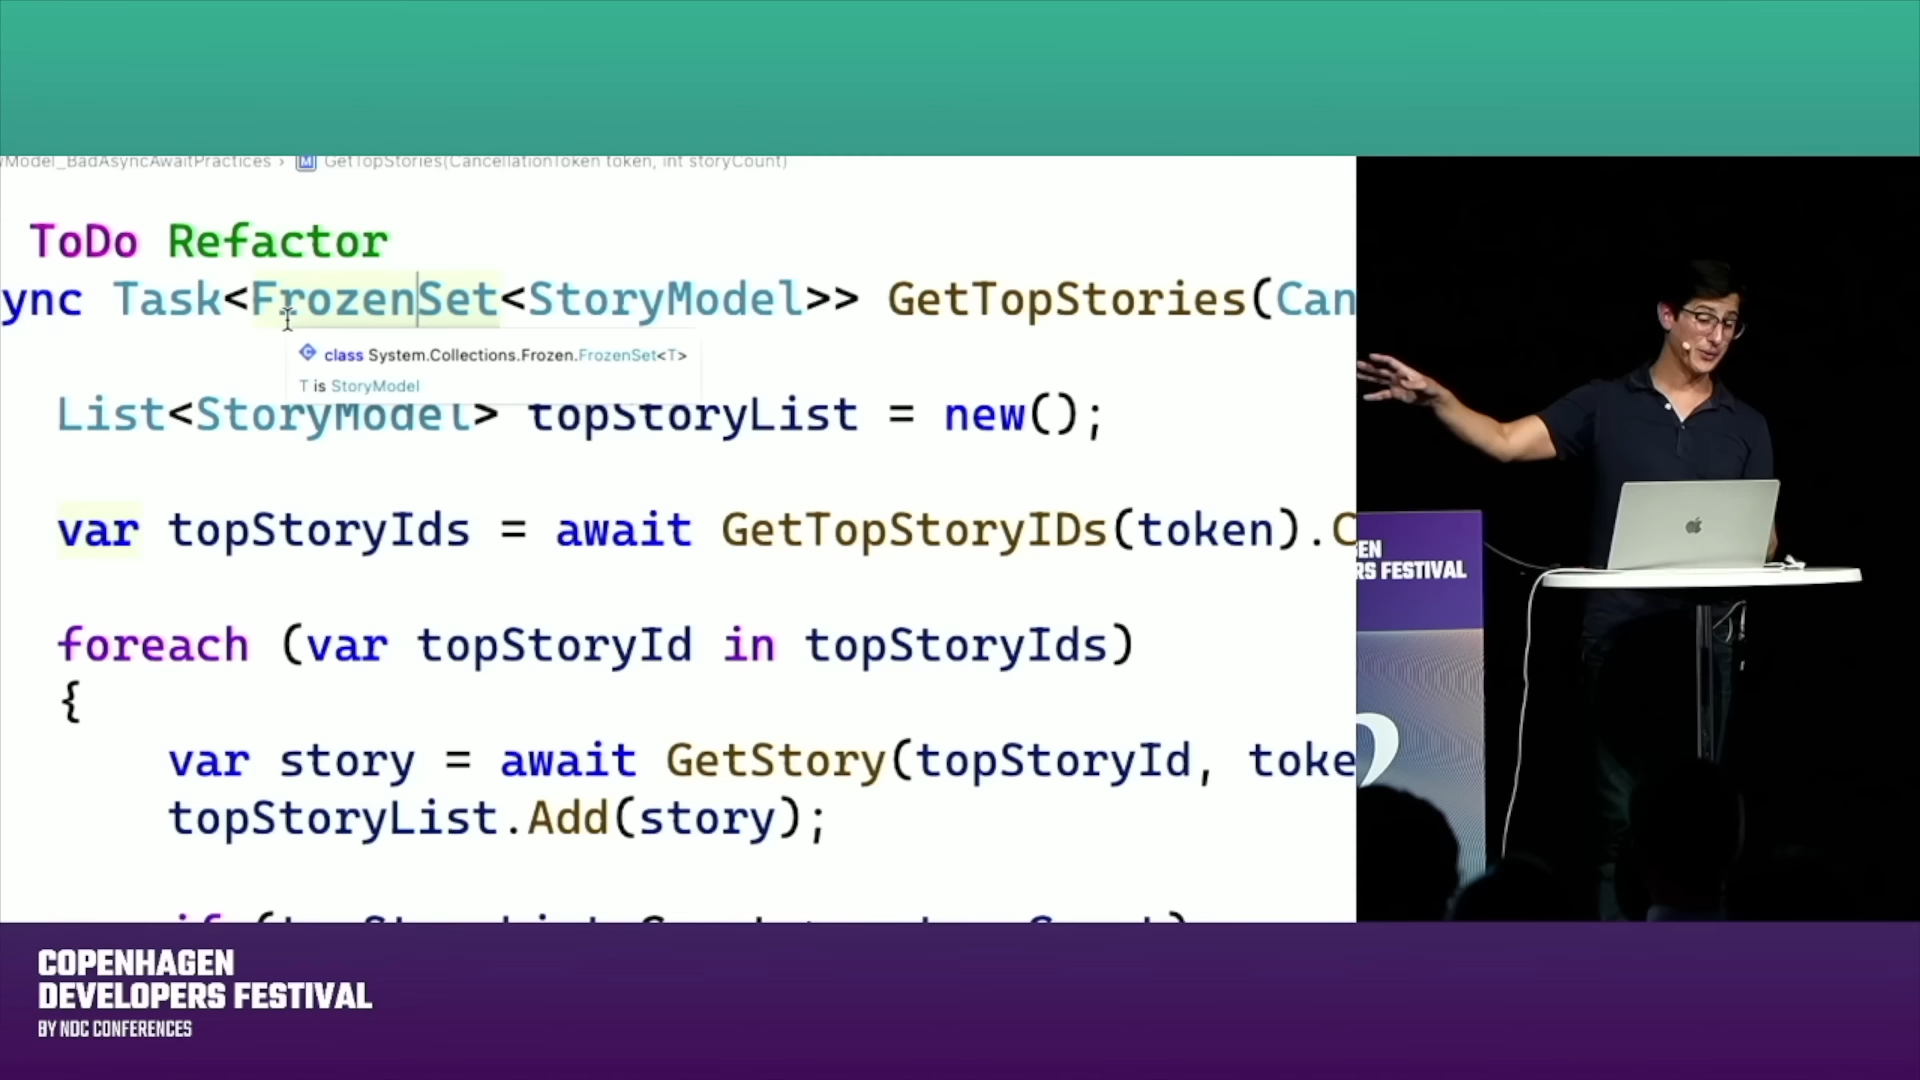 Model_BadAsyncAwaitPractices › M GetTopStories(CancellationToken token, int storyCount)
ToDo Refactor
ync Task<FrozenSet<StoryModel>> GetTopStories(Can
class System.Collections.Frozen.FrozenSet<T>
T is StoryModel
List<StoryModel> topStoryList = new();
var topStoryIds = await GetTopStoryIDs(token).C
foreach (var topStoryId in topStoryIds)
{
var story = await GetStory(topStoryId, toke
topStoryList.Add(story);
EN
RS FESTIVAL
COPENHAGEN
DEVELOPERS FESTIVAL
BY NDC CONFERENCES